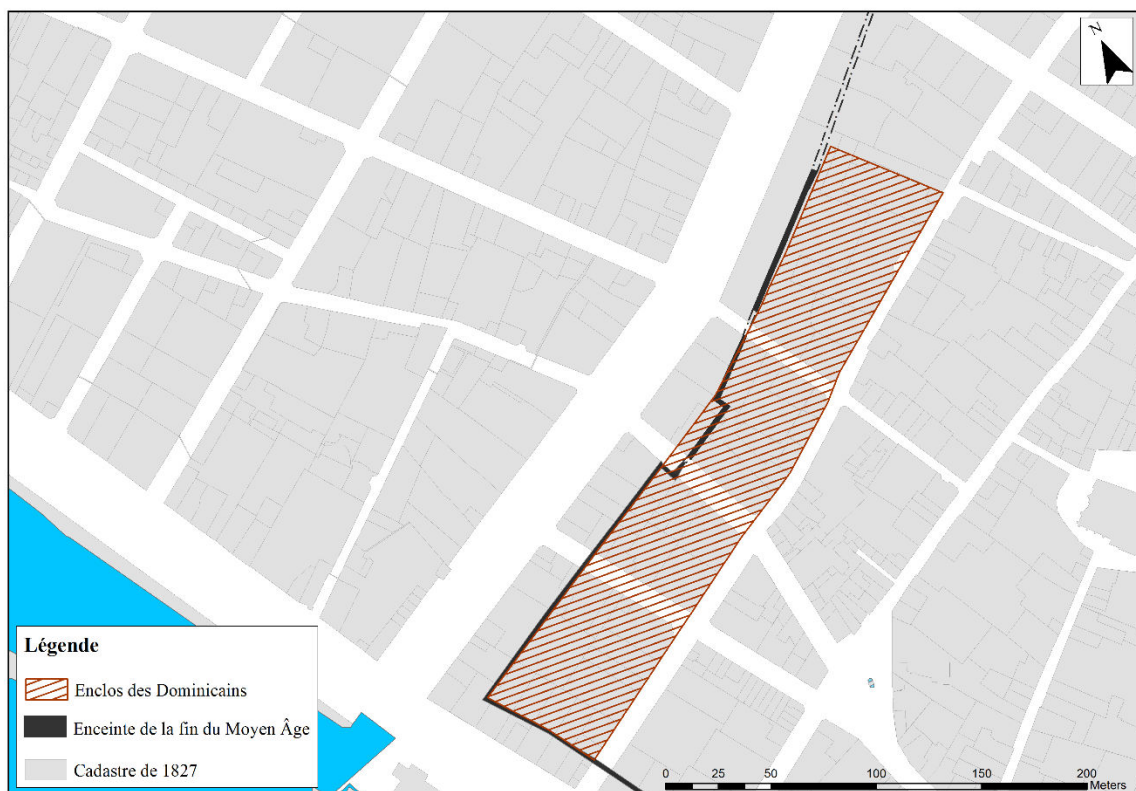 N
Légende
Enclos des Dominicains
Enceinte de la fin du Moyen Âge
Cadastre de 1827
0 25 50 100 150 200
Meters